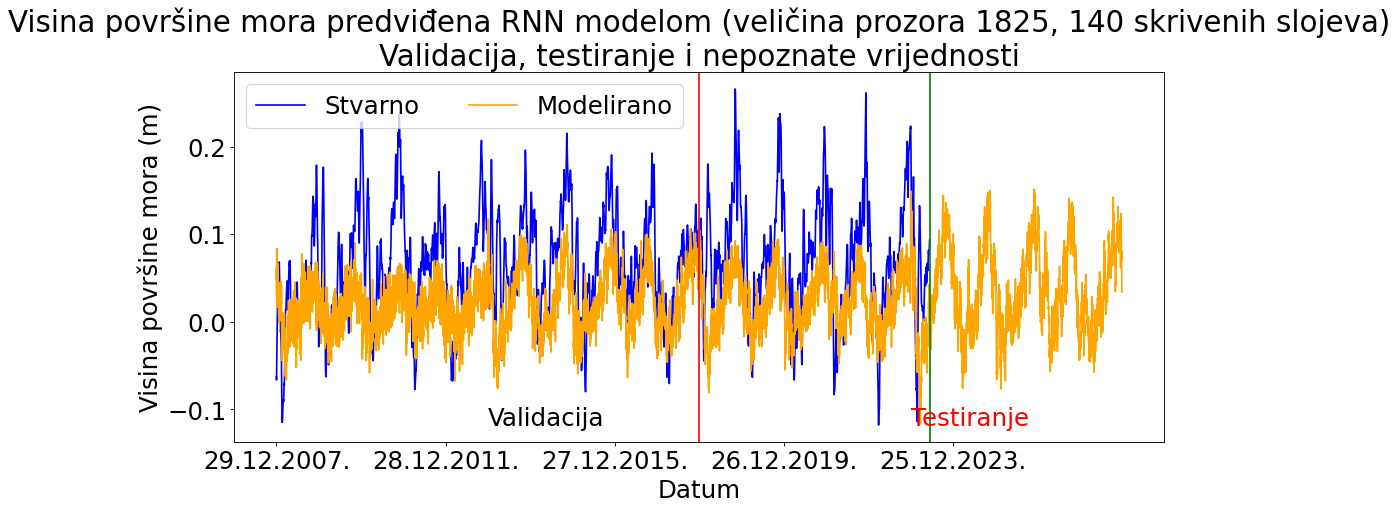 Visina površine mora predviđena RNN modelom (veličina prozora 1825, 140 skrivenih slojeva)
Validacija, testiranje i nepoznate vrijednosti
Stvarno
Modelirano
Visina površine mora (m)
0.2
0.1
0.0
−0.1
Validacija
Testiranje
29.12.2007.
28.12.2011.
27.12.2015.
26.12.2019.
25.12.2023.
Datum